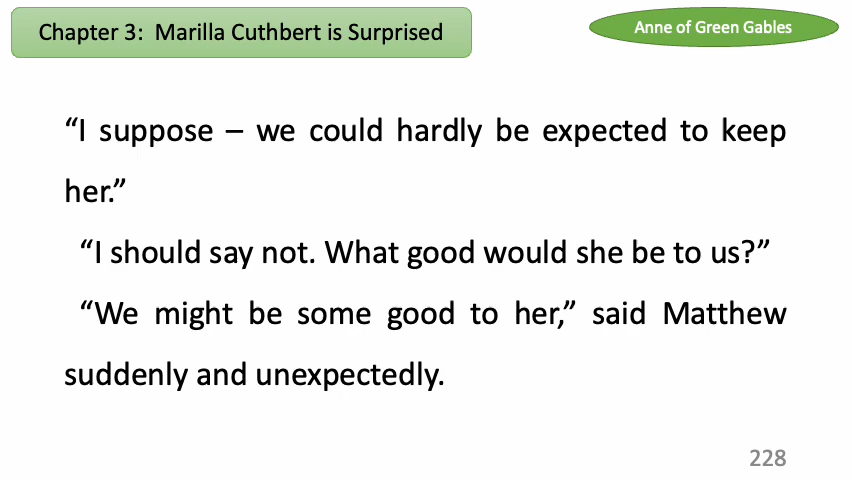 Chapter 3: Marilla Cuthbert is Surprised
Anne of Green Gables
“I suppose – we could hardly be expected to keep
her.”
“I should say not. What good would she be to us?”
“We might be some good to her,” said Matthew
suddenly and unexpectedly.
228